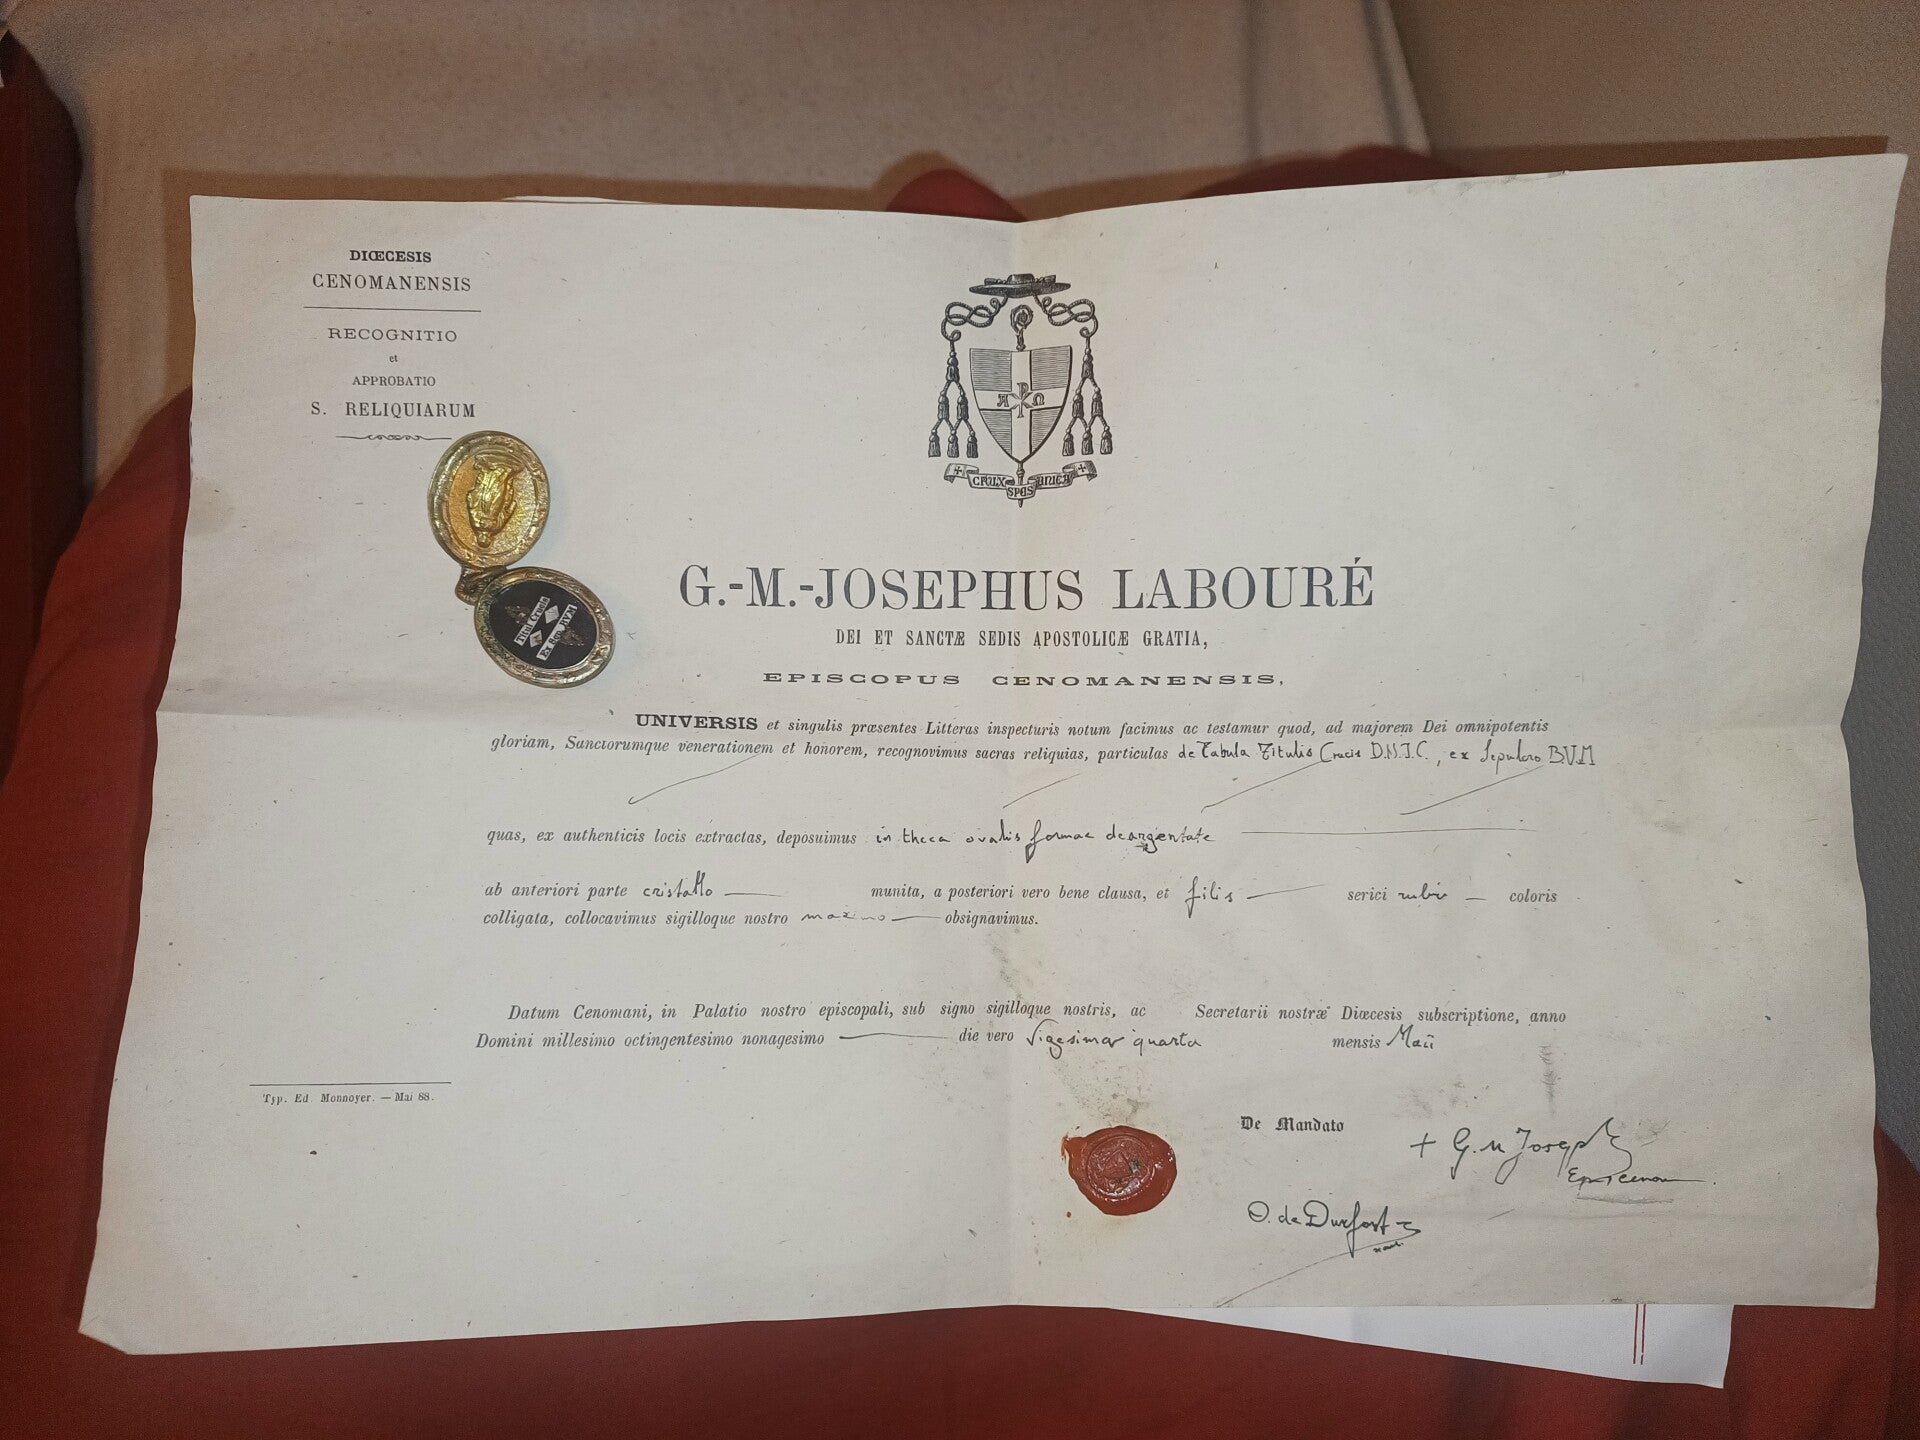 DIŒCESIS
CENOMANENSIS
RECOGNITIO
et
APPROBATIO
S. RELIQUIARUM
A Ω
CRUX SPES UNICA
Tituli Crucis
Ex Sep. B.V.M
G.-M.-JOSEPHUS LABOURÉ
DEI ET SANCTÆ SEDIS APOSTOLICÆ GRATIA,
EPISCOPUS CENOMANENSIS,
UNIVERSIS et singulis præsentes Litteras inspecturis notum facimus ac testamur quod, ad majorem Dei omnipotentis
gloriam, Sanctorumque venerationem et honorem, recognovimus sacras reliquias, particulas de Tabula Titulis Crucis D.N.J.C., ex Sepulcro B.V.M
quas, ex authenticis locis extractas, deposuimus in theca ovalis formae deargentate
ab anteriori parte cristallo munita, a posteriori vero bene clausa, et filis serici rubri coloris
colligata, collocavimus sigilloque nostro maximo obsignavimus.
Datum Cenomani, in Palatio nostro episcopali, sub signo sigilloque nostris, ac Secretarii nostræ Diœcesis subscriptione, anno
Domini millesimo octingentesimo nonagesimo die vero Vigesima quarta mensis Maii
Typ. Ed. Monnoyer. — Mai 88.
De Mandato
+ G. M Joseph
O. de Durfort